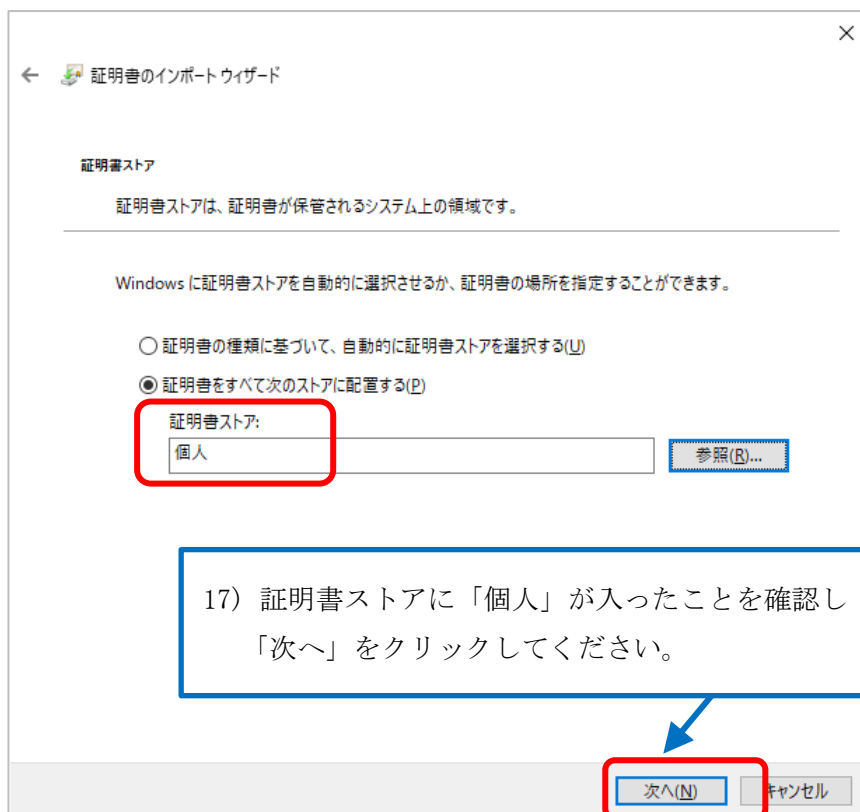 証明書のインポート ウィザード
証明書ストア
証明書ストアは、証明書が保管されるシステム上の領域です。
Windows に証明書ストアを自動的に選択させるか、証明書の場所を指定することができます。
証明書の種類に基づいて、自動的に証明書ストアを選択する(U)
証明書をすべて次のストアに配置する(P)
証明書ストア:
個人
参照(R)...
17) 証明書ストアに「個人」が入ったことを確認し
「次へ」をクリックしてください。
次へ(N)
キャンセル